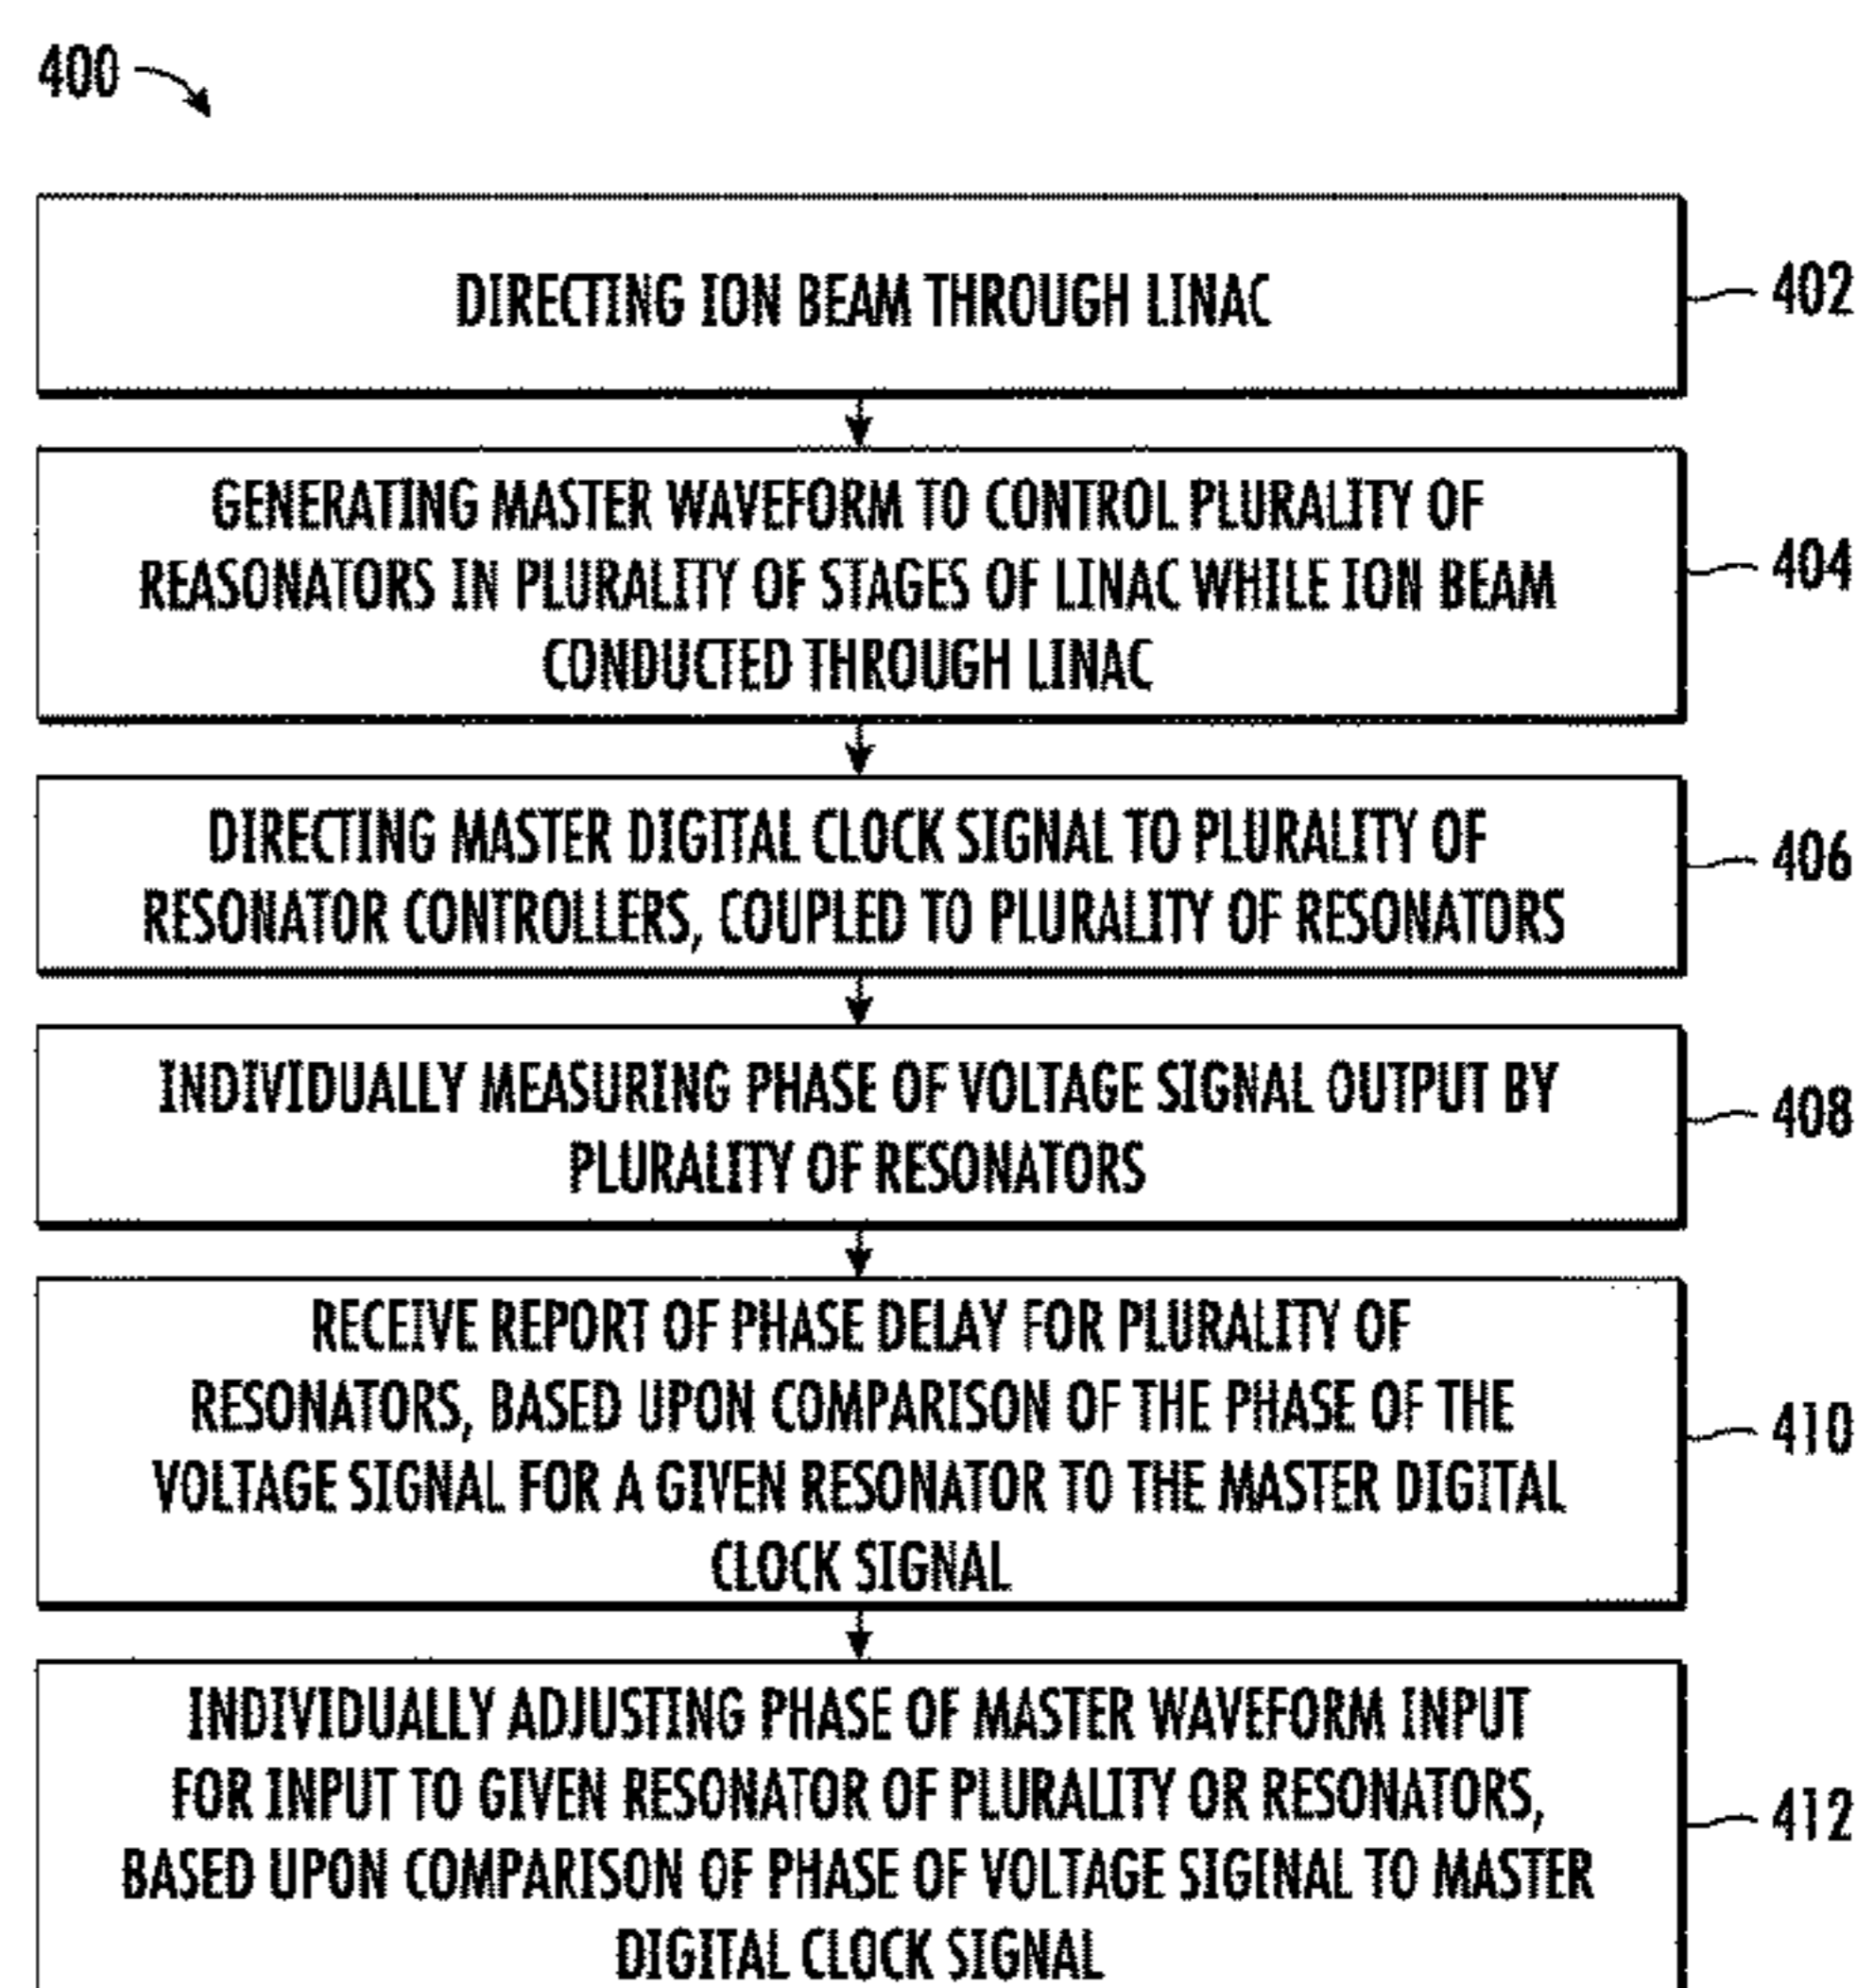 400
DIRECTING ION BEAM THROUGH LINAC
402
GENERATING MASTER WAVEFORM TO CONTROL PLURALITY OF
REASONATORS IN PLURALITY OF STAGES OF LINAC WHILE ION BEAM
CONDUCTED THROUGH LINAC
404
DIRECTING MASTER DIGITAL CLOCK SIGNAL TO PLURALITY OF
RESONATOR CONTROLLERS, COUPLED TO PLURALITY OF RESONATORS
406
INDIVIDUALLY MEASURING PHASE OF VOLTAGE SIGNAL OUTPUT BY
PLURALITY OF RESONATORS
408
RECEIVE REPORT OF PHASE DELAY FOR PLURALITY OF
RESONATORS, BASED UPON COMPARISON OF THE PHASE OF THE
VOLTAGE SIGNAL FOR A GIVEN RESONATOR TO THE MASTER DIGITAL
CLOCK SIGNAL
410
INDIVIDUALLY ADJUSTING PHASE OF MASTER WAVEFORM INPUT
FOR INPUT TO GIVEN RESONATOR OF PLURALITY OR RESONATORS,
BASED UPON COMPARISON OF PHASE OF VOLTAGE SIGINAL TO MASTER
DIGITAL CLOCK SIGNAL
412